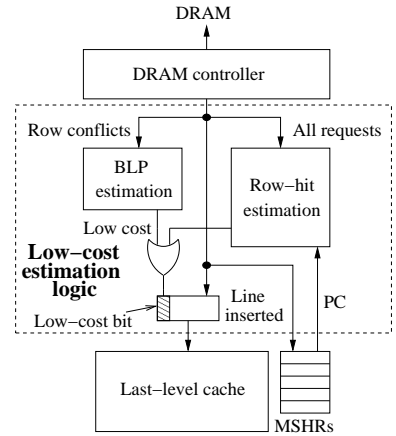 DRAM
DRAM controller
Row conflicts
All requests
BLP
estimation
Row−hit
estimation
Low cost
Low−cost
estimation
logic
Line
inserted
Low−cost bit
PC
Last−level cache
MSHRs